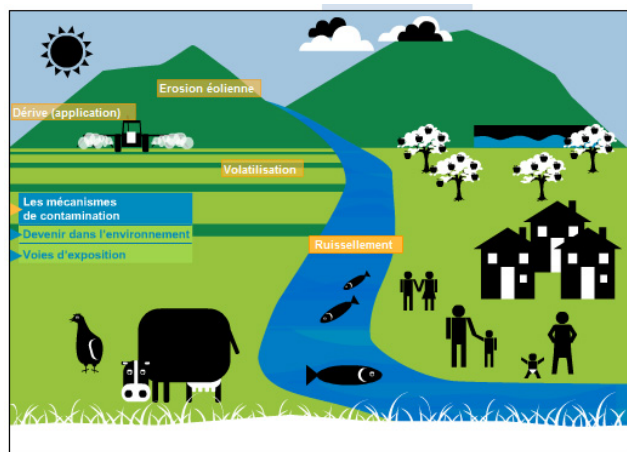 Erosion éolienne
Dérive (application)
Volatilisation
Les mécanismes
de contamination
Devenir dans l'environnement
Voies d'exposition
Ruissellement